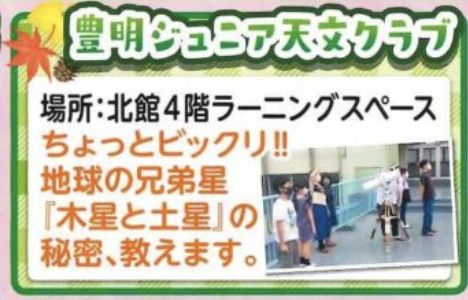 豊明ジュニア天文クラブ
場所:北館4階ラーニングスペース
ちょっとビックリ!!
地球の兄弟星
『木星と土星』の
秘密、教えます。